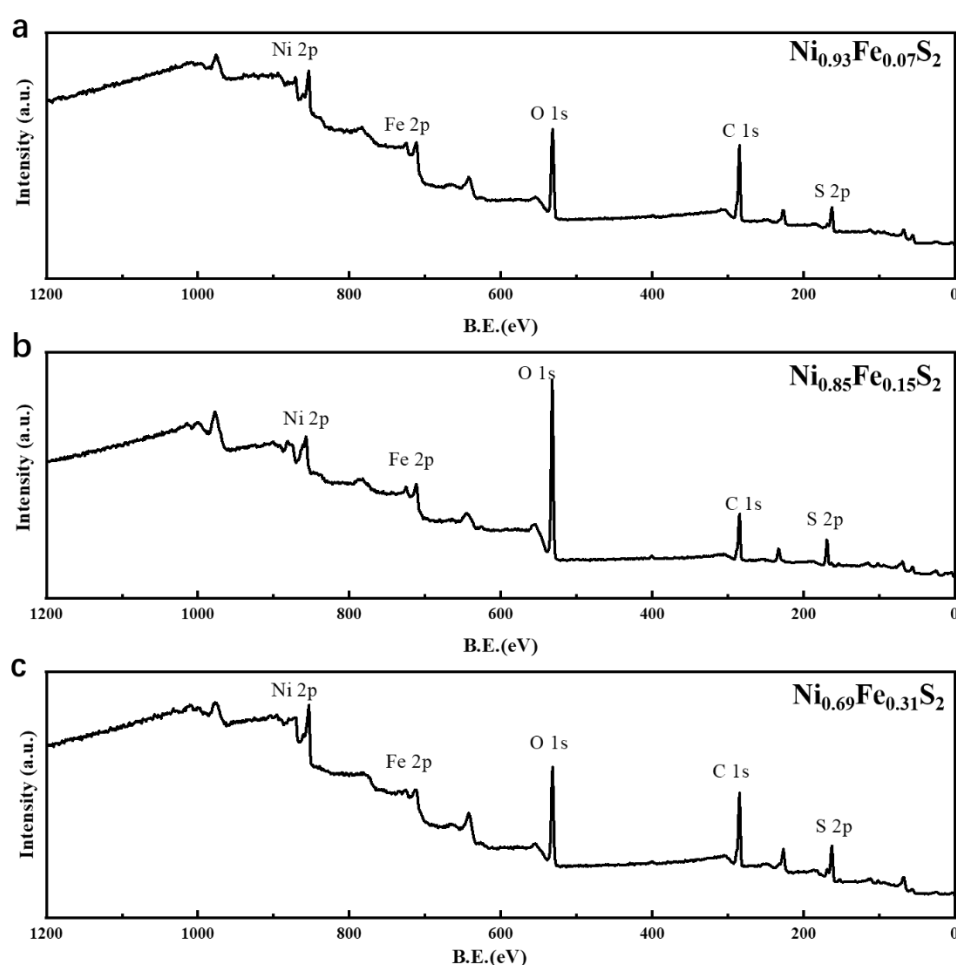 a
Ni0.93Fe0.07S2
Ni 2p
Fe 2p
O 1s
C 1s
S 2p
Intensity (a.u.)
1200 1000 800 600 400 200 0
B.E.(eV)
b
Ni0.85Fe0.15S2
O 1s
Ni 2p
Fe 2p
C 1s
S 2p
Intensity (a.u.)
1200 1000 800 600 400 200 0
B.E.(eV)
c
Ni0.69Fe0.31S2
Ni 2p
Fe 2p
O 1s
C 1s
S 2p
Intensity (a.u.)
1200 1000 800 600 400 200 0
B.E.(eV)